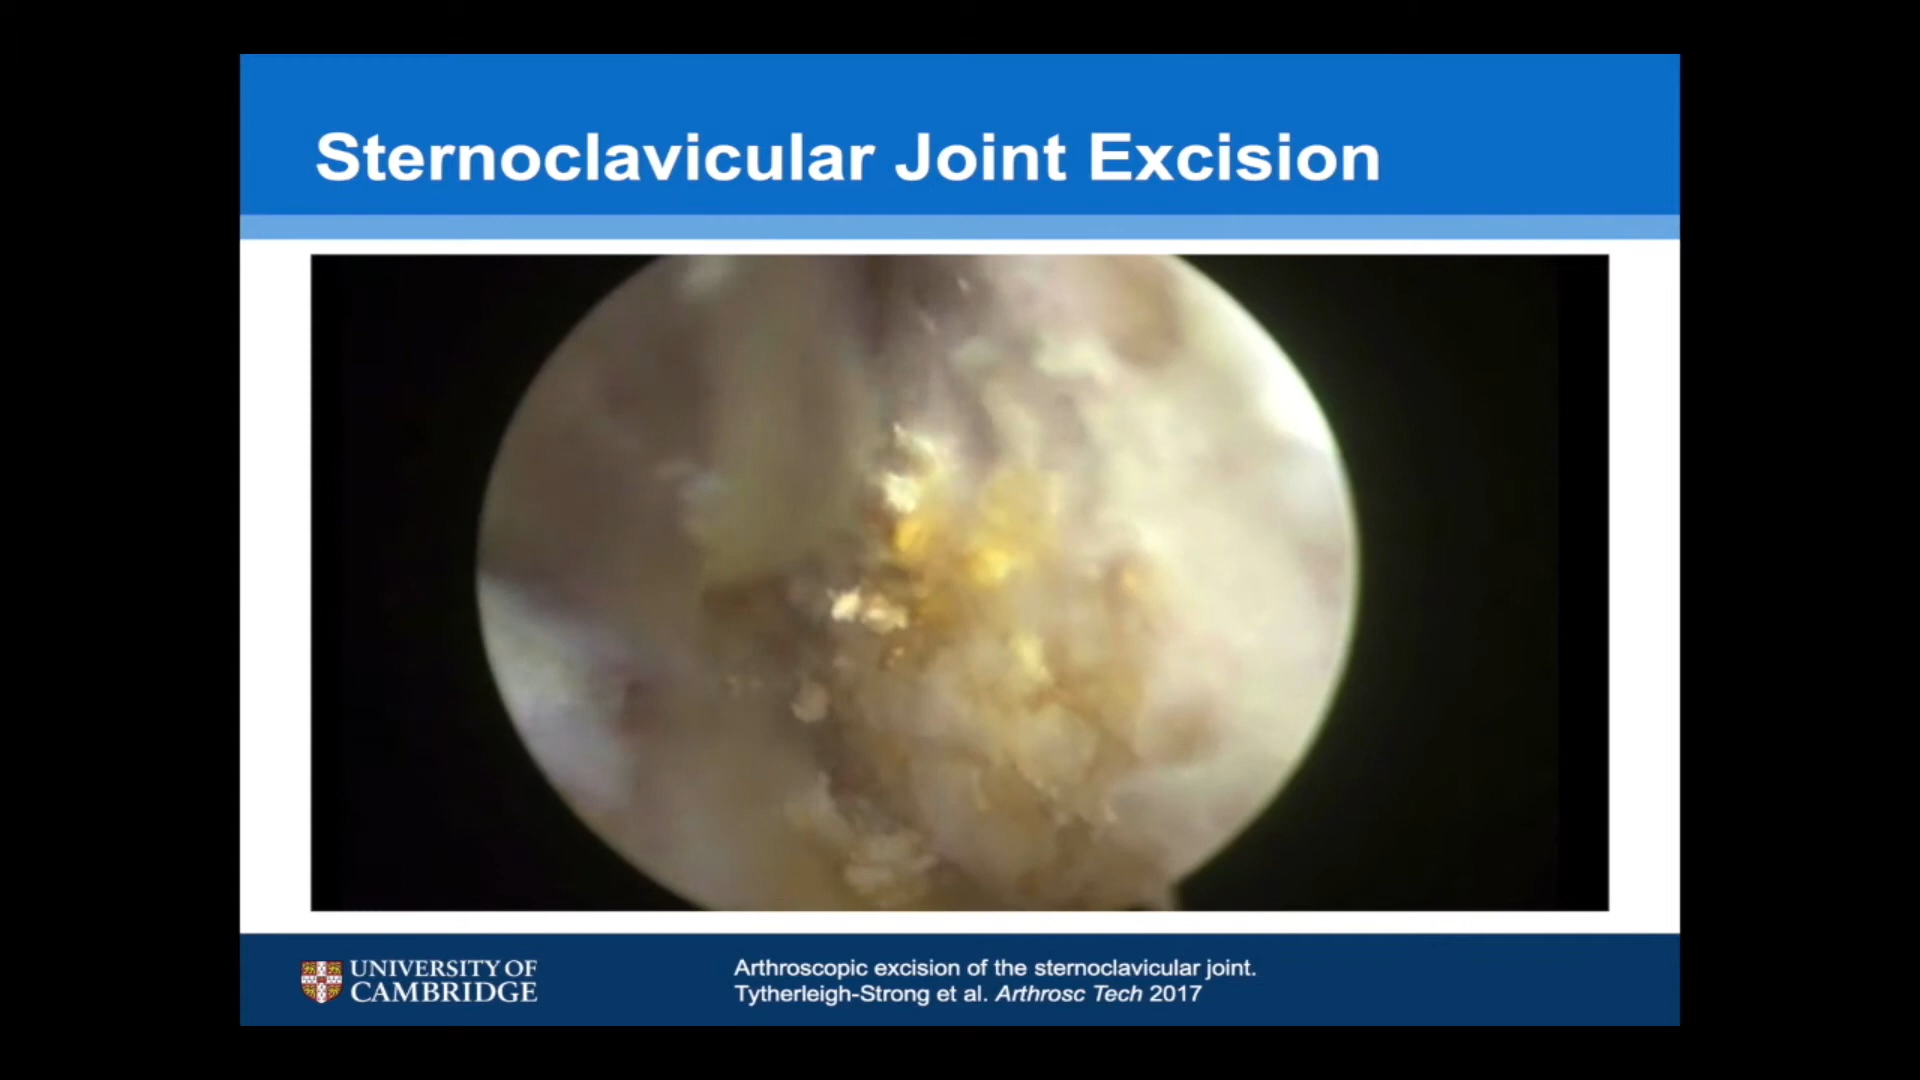 Sternoclavicular Joint Excision
UNIVERSITY OF
CAMBRIDGE
Arthroscopic excision of the sternoclavicular joint.
Tytherleigh-Strong et al. Arthrosc Tech 2017